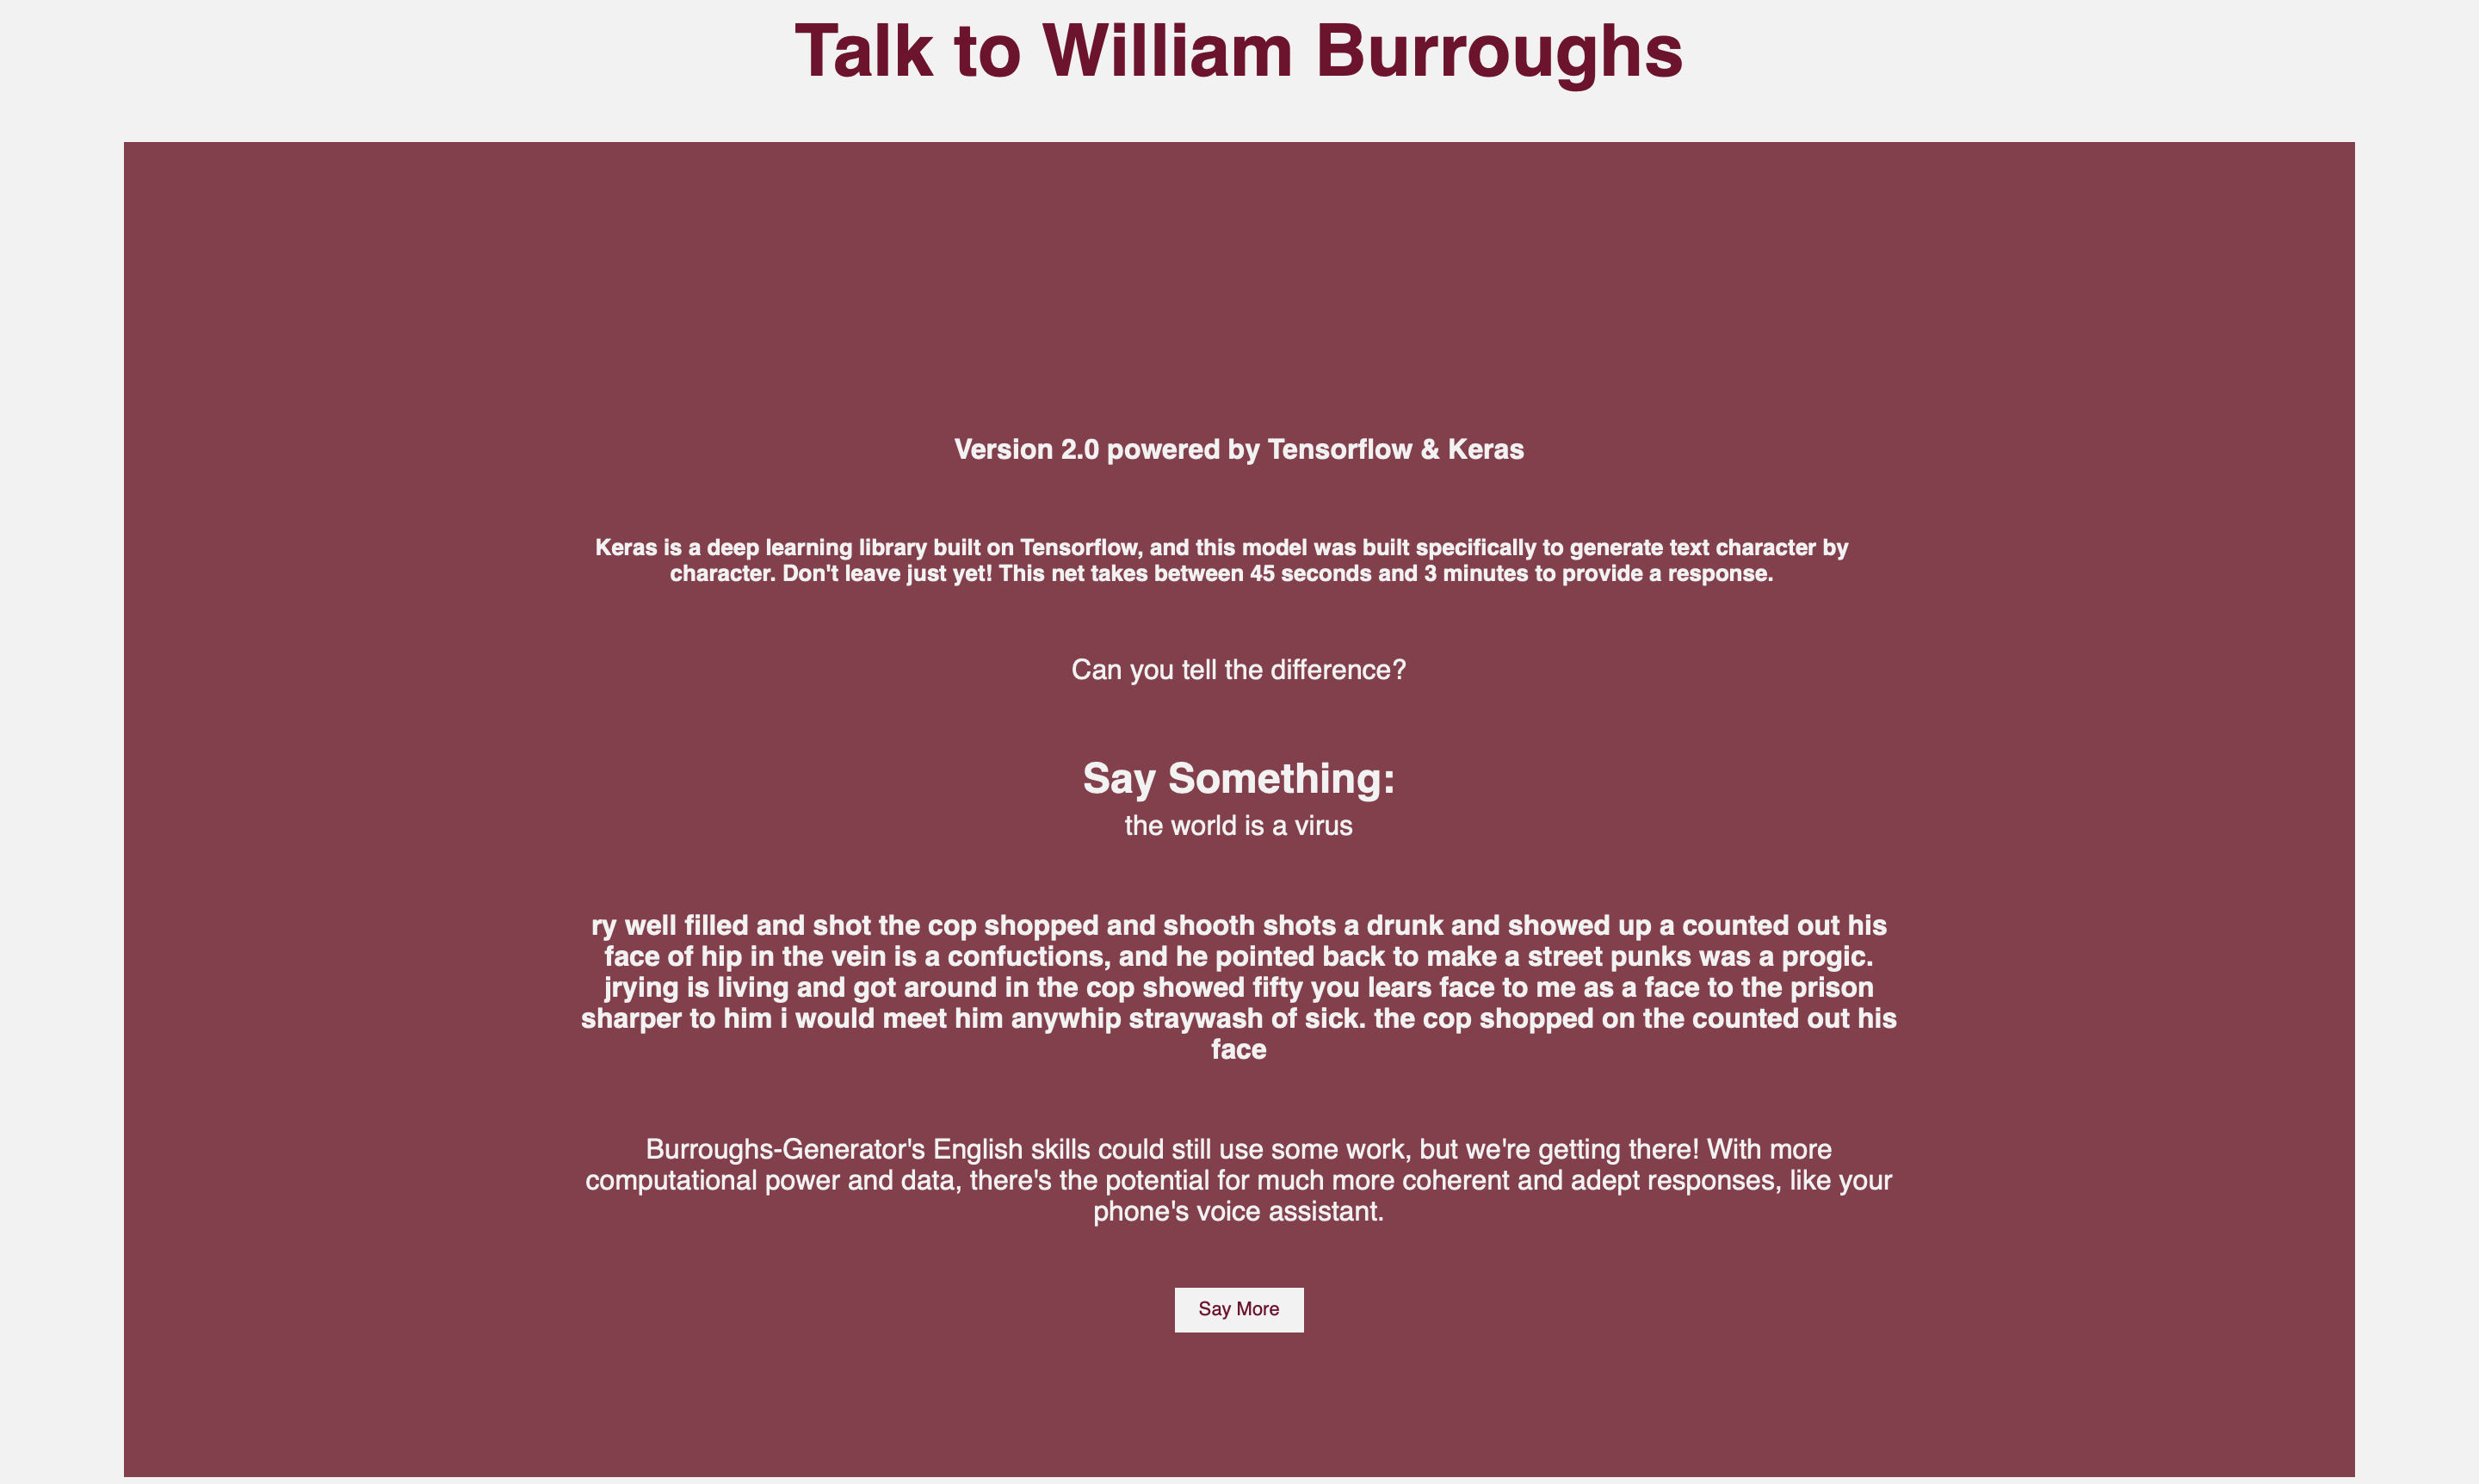 Talk to William Burroughs
Version 2.0 powered by Tensorflow & Keras
Keras is a deep learning library built on Tensorflow, and this model was built specifically to generate text character by
character. Don't leave just yet! This net takes between 45 seconds and 3 minutes to provide a response.
Can you tell the difference?
Say Something:
the world is a virus
ry well filled and shot the cop shopped and shooth shots a drunk and showed up a counted out his
face of hip in the vein is a confuctions, and he pointed back to make a street punks was a progic.
jrying is living and got around in the cop showed fifty you lears face to me as a face to the prison
sharper to him i would meet him anywhip straywash of sick. the cop shopped on the counted out his
face
Burroughs-Generator's English skills could still use some work, but we're getting there! With more
computational power and data, there's the potential for much more coherent and adept responses, like your
phone's voice assistant.
Say More